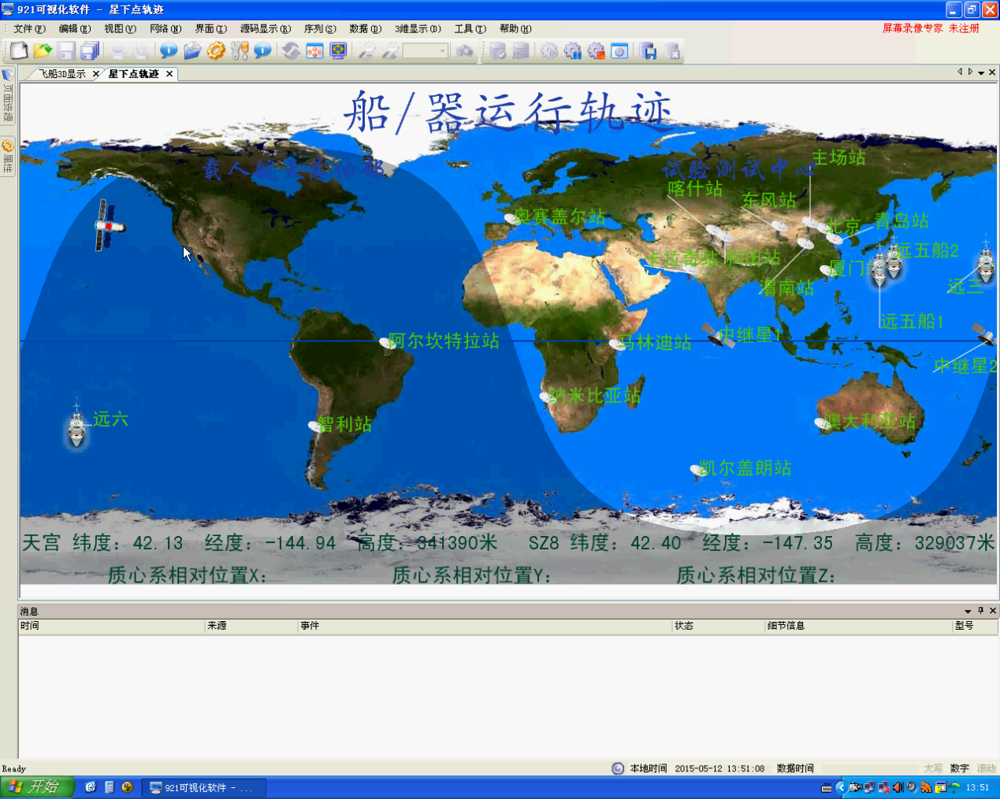 921可视化软件 - 星下点轨迹
文件(F) 编辑(E) 视图(V) 网络(N) 界面(I) 源码显示(R) 序列(S) 数据(D) 3维显示(D) 工具(T) 帮助(H)
屏幕录像专家 未注册
飞船3D显示 星下点轨迹
页面资源
属性
船/器运行轨迹
试验测试中心
主场站
喀什站
东风站
奥赛盖尔站
北京
青岛站
卡拉奇站
和田站
远五船2
厦门
渭南站
远三
远五船1
阿尔坎特拉站
马林迪站
中继星1
中继星2
纳米比亚站
远六
智利站
澳大利亚站
凯尔盖朗站
天宫 纬度: 42.13 经度: -144.94 高度: 341390米 SZ8 纬度: 42.40 经度: -147.35 高度: 329037米
质心系相对位置X: 质心系相对位置Y: 质心系相对位置Z:
消息
时间 来源 事件 状态 细节信息 型号
Ready
本地时间 2015-05-12 13:51:08 数据时间 大写 数字 滚动
开始 921可视化软件 - ... 13:51